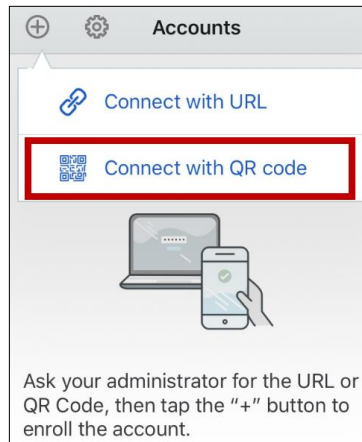 Accounts
Connect with URL
Connect with QR code
Ask your administrator for the URL or
QR Code, then tap the "+" button to
enroll the account.